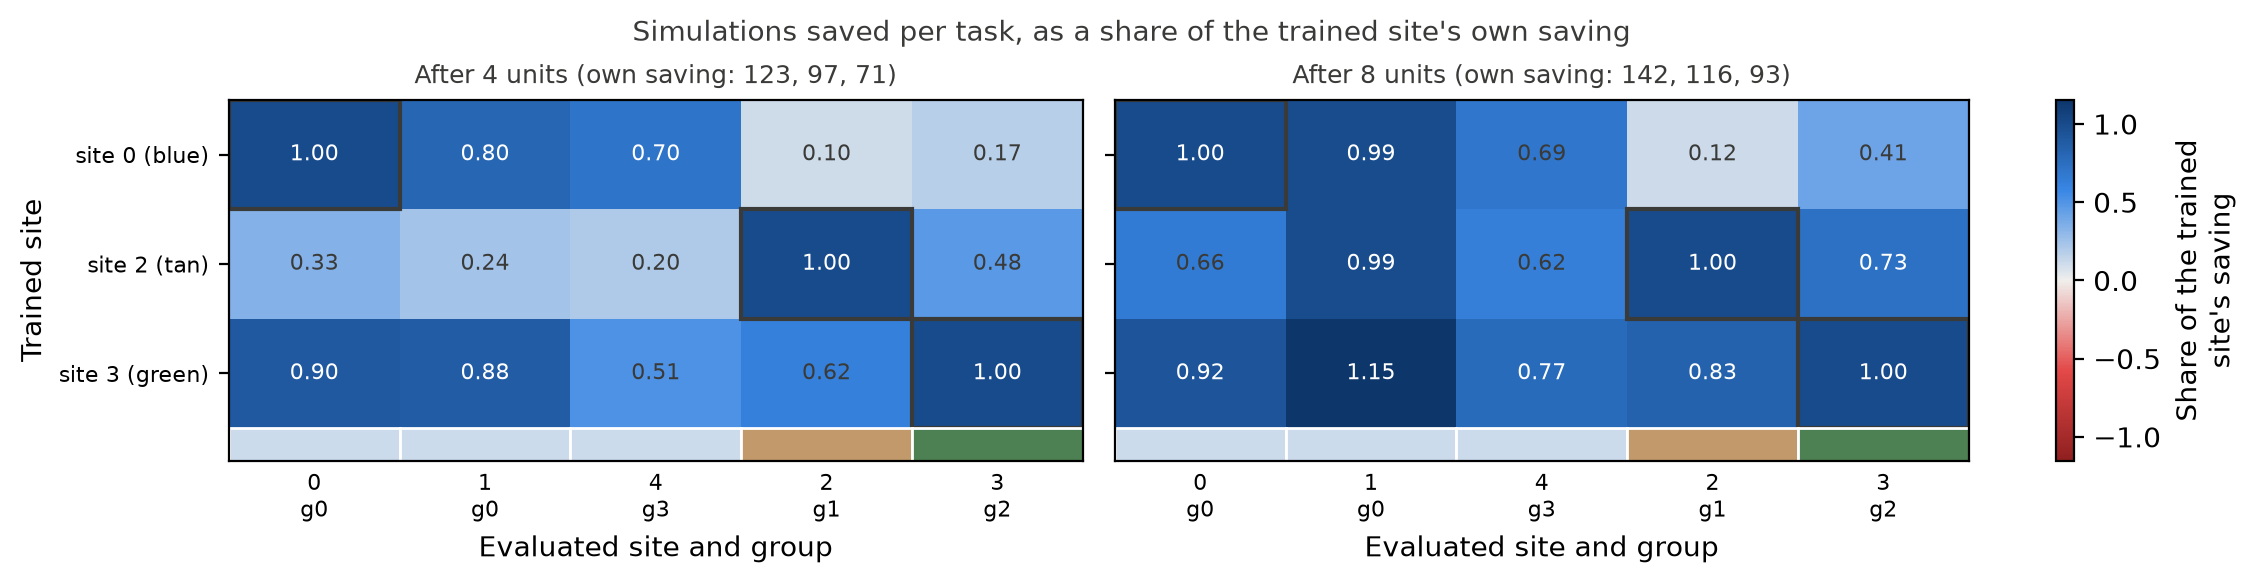 Simulations saved per task, as a share of the trained site's own saving
After 4 units (own saving: 123, 97, 71)
After 8 units (own saving: 142, 116, 93)
Trained site
site 0 (blue)
site 2 (tan)
site 3 (green)
1.00 0.80 0.70 0.10 0.17
0.33 0.24 0.20 1.00 0.48
0.90 0.88 0.51 0.62 1.00
0 1 4 2 3
g0 g0 g3 g1 g2
Evaluated site and group
1.00 0.99 0.69 0.12 0.41
0.66 0.99 0.62 1.00 0.73
0.92 1.15 0.77 0.83 1.00
0 1 4 2 3
g0 g0 g3 g1 g2
Evaluated site and group
1.0
0.5
0.0
−0.5
−1.0
Share of the trained
site's saving